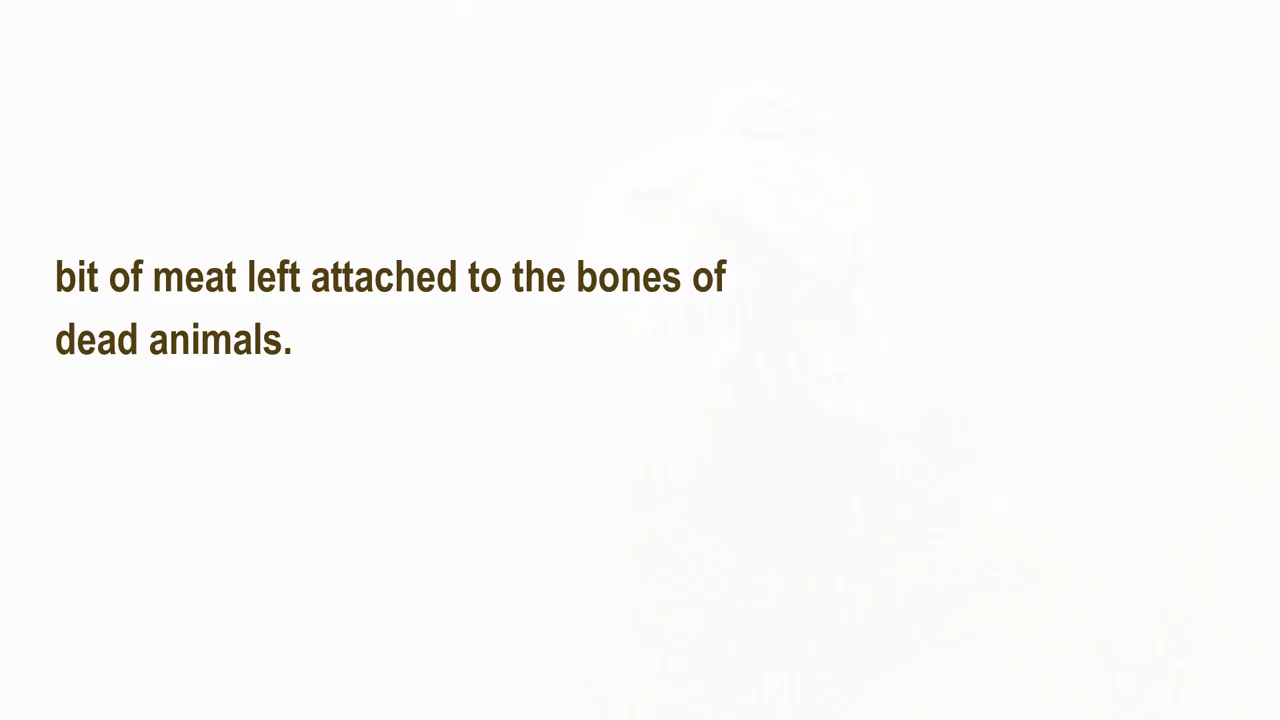 bit of meat left attached to the bones of
dead animals.